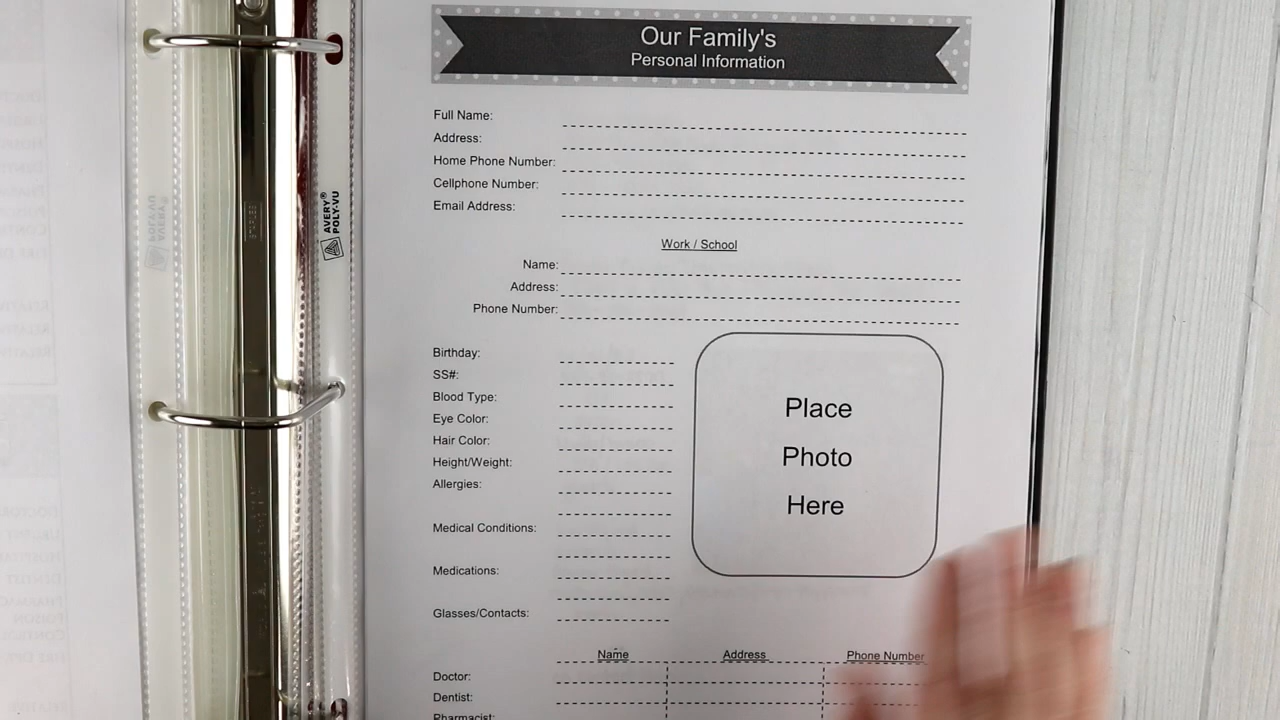 Our Family's
Personal Information
Full Name:
Address:
Home Phone Number:
Cellphone Number:
Email Address:
Work / School
Name:
Address:
Phone Number:
Birthday:
SS#:
Blood Type:
Eye Color:
Hair Color:
Height/Weight:
Allergies:
Medical Conditions:
Medications:
Glasses/Contacts:
Place
Photo
Here
Name Address Phone Number
Doctor:
Dentist:
Pharmacist:
AVERY®
POLY-VU